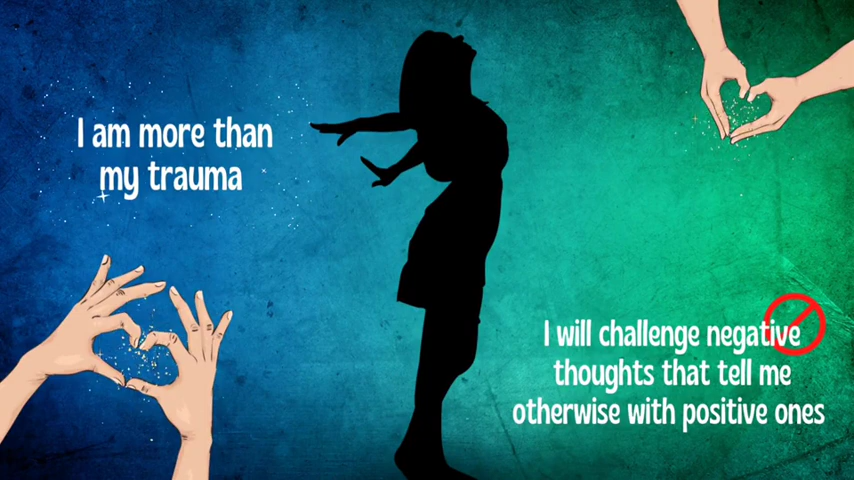 I am more than
my trauma
I will challenge negative
thoughts that tell me
otherwise with positive ones